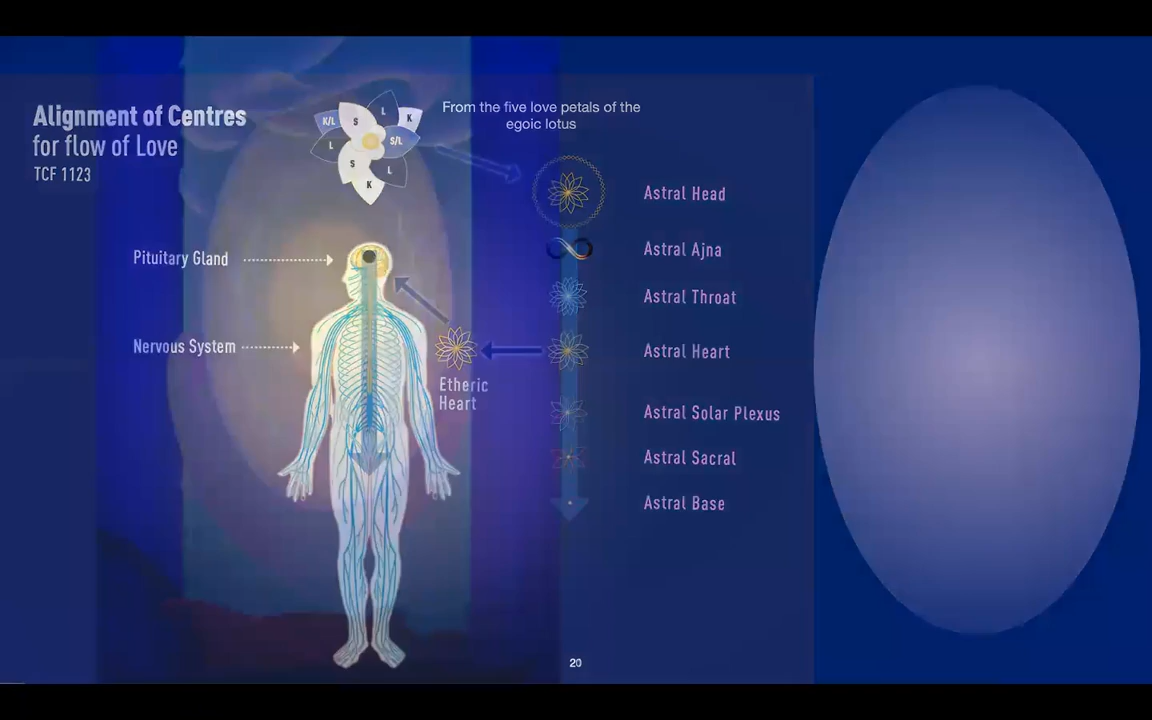 Alignment of Centres
for flow of Love
TCF 1123
From the five love petals of the
egoic lotus
K/L
S
L
K
L
S/L
S
L
K
Astral Head
Astral Ajna
Pituitary Gland
Astral Throat
Nervous System
Astral Heart
Etheric
Heart
Astral Solar Plexus
Astral Sacral
Astral Base
20